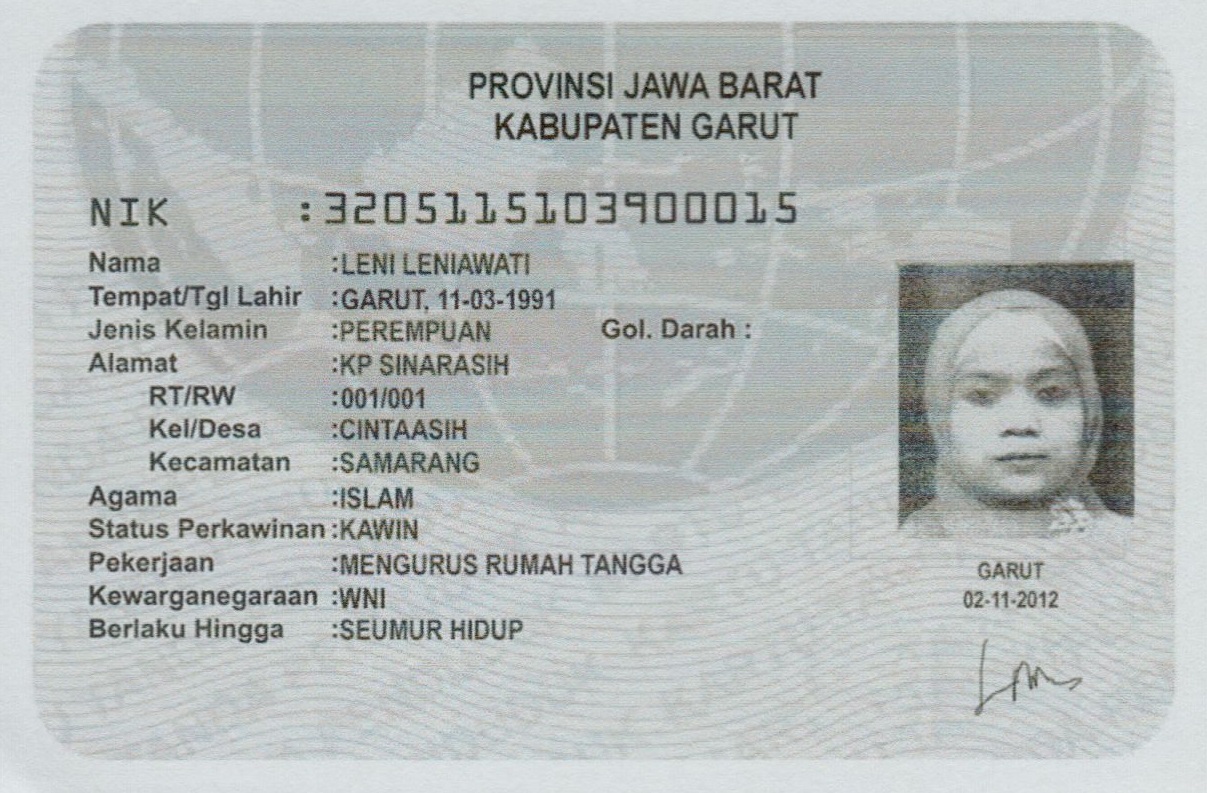 PROVINSI JAWA BARAT
KABUPATEN GARUT
NIK : 3205115103900015
Nama : LENI LENIAWATI
Tempat/Tgl Lahir : GARUT, 11-03-1991
Jenis Kelamin : PEREMPUAN Gol. Darah :
Alamat : KP SINARASIH
RT/RW : 001/001
Kel/Desa : CINTAASIH
Kecamatan : SAMARANG
Agama : ISLAM
Status Perkawinan : KAWIN
Pekerjaan : MENGURUS RUMAH TANGGA
Kewarganegaraan : WNI
Berlaku Hingga : SEUMUR HIDUP
GARUT
02-11-2012